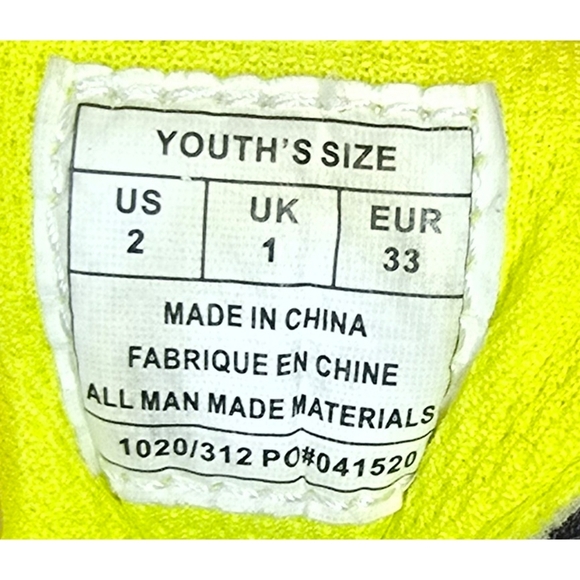 YOUTH'S SIZE
US UK EUR
2 1 33
MADE IN CHINA
FABRIQUE EN CHINE
ALL MAN MADE MATERIALS
1020/312 PO#041520